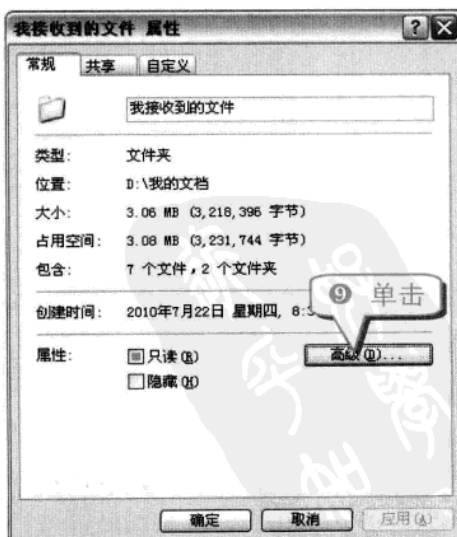 我接收到的文件 属性
常规 共享 自定义
我接收到的文件
类型: 文件夹
位置: D:\我的文档
大小: 3.06 MB (3,218,396 字节)
占用空间: 3.08 MB (3,231,744 字节)
包含: 7 个文件,2 个文件夹
❾ 单击
创建时间: 2010年7月22日 星期四, 8:3
属性: 只读(R) 高级(D)...
隐藏(H)
确定 取消 应用(A)